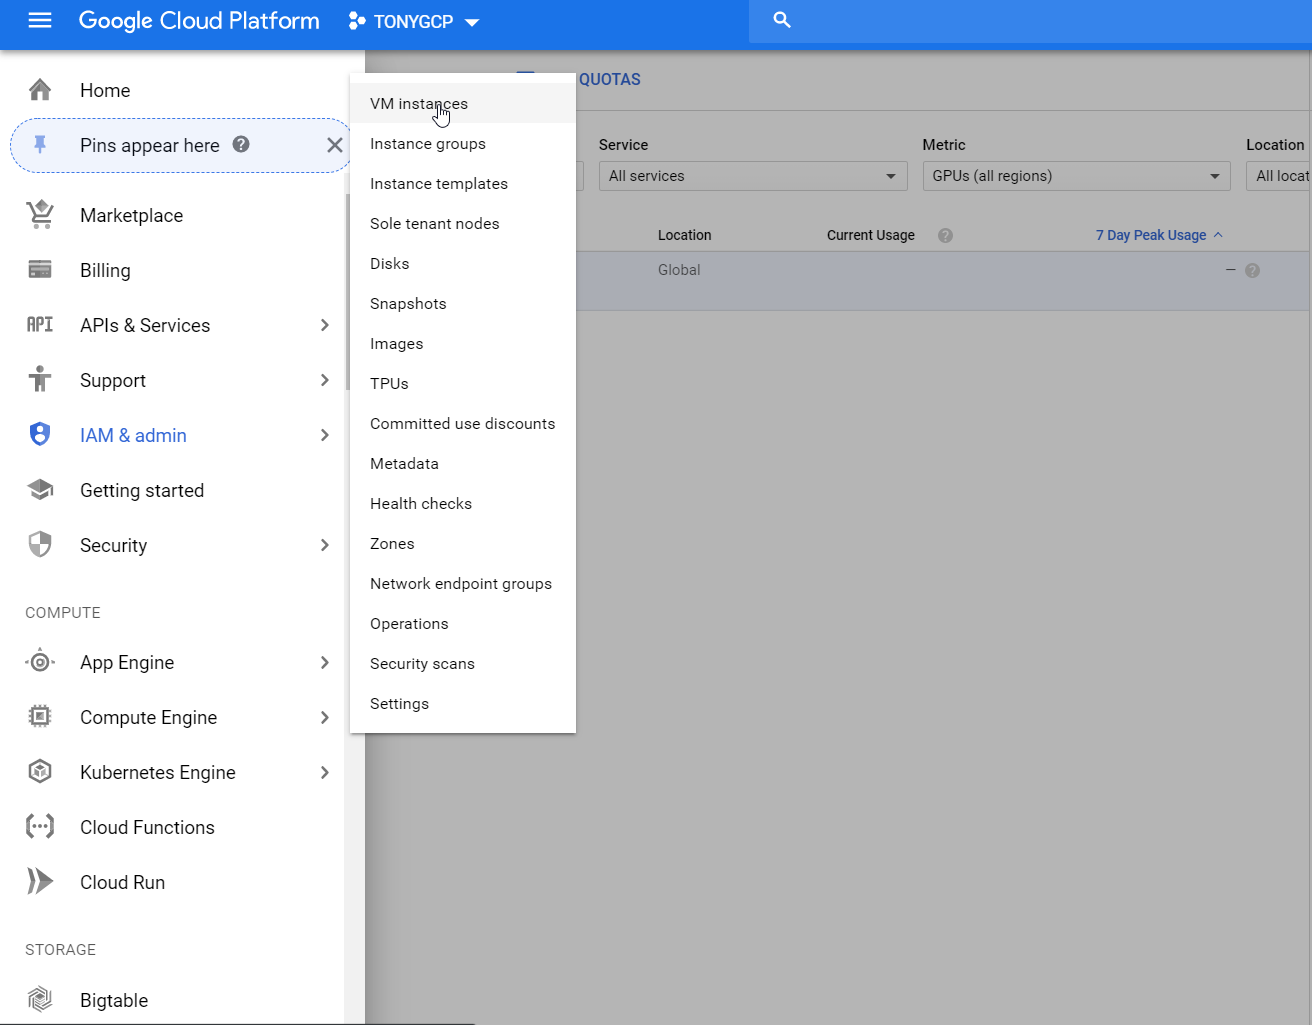 Google Cloud Platform TONYGCP
Home
Pins appear here
Marketplace
Billing
API APIs & Services
Support
IAM & admin
Getting started
Security
COMPUTE
App Engine
Compute Engine
Kubernetes Engine
Cloud Functions
Cloud Run
STORAGE
Bigtable
VM instances
Instance groups
Instance templates
Sole tenant nodes
Disks
Snapshots
Images
TPUs
Committed use discounts
Metadata
Health checks
Zones
Network endpoint groups
Operations
Security scans
Settings
QUOTAS
Service Metric Location
All services GPUs (all regions) All locat
Location Current Usage 7 Day Peak Usage
Global –